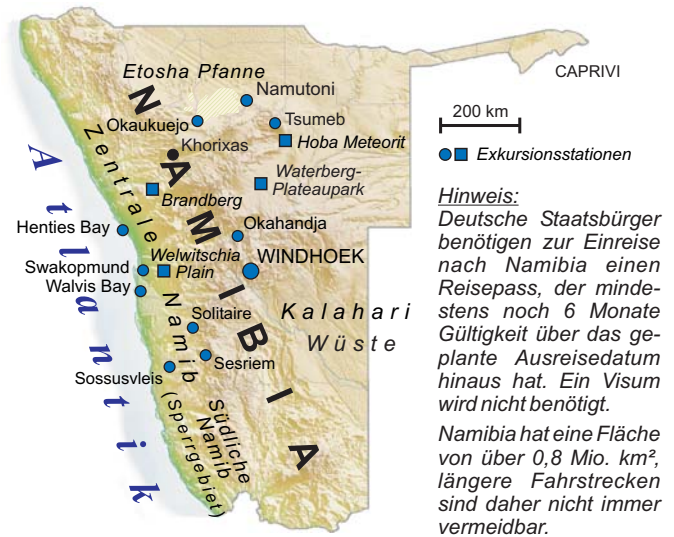 Etosha Pfanne
Namutoni
CAPRIVI
Okaukuejo
Tsumeb
Hoba Meteorit
Khorixas
Waterberg-
Plateaupark
Brandberg
Henties Bay
Okahandja
Welwitschia
Plain
WINDHOEK
Swakopmund
Walvis Bay
Solitaire
Sesriem
Sossusvleis
Kalahari
Wüste
NAMIBIA
Atlantik
Zentrale Namib
Südliche
Namib
(Sperrgebiet)
200 km
Exkursionsstationen
Hinweis:
Deutsche Staatsbürger
benötigen zur Einreise
nach Namibia einen
Reisepass, der minde-
stens noch 6 Monate
Gültigkeit über das ge-
plante Ausreisedatum
hinaus hat. Ein Visum
wird nicht benötigt.
Namibia hat eine Fläche
von über 0,8 Mio. km²,
längere Fahrstrecken
sind daher nicht immer
vermeidbar.